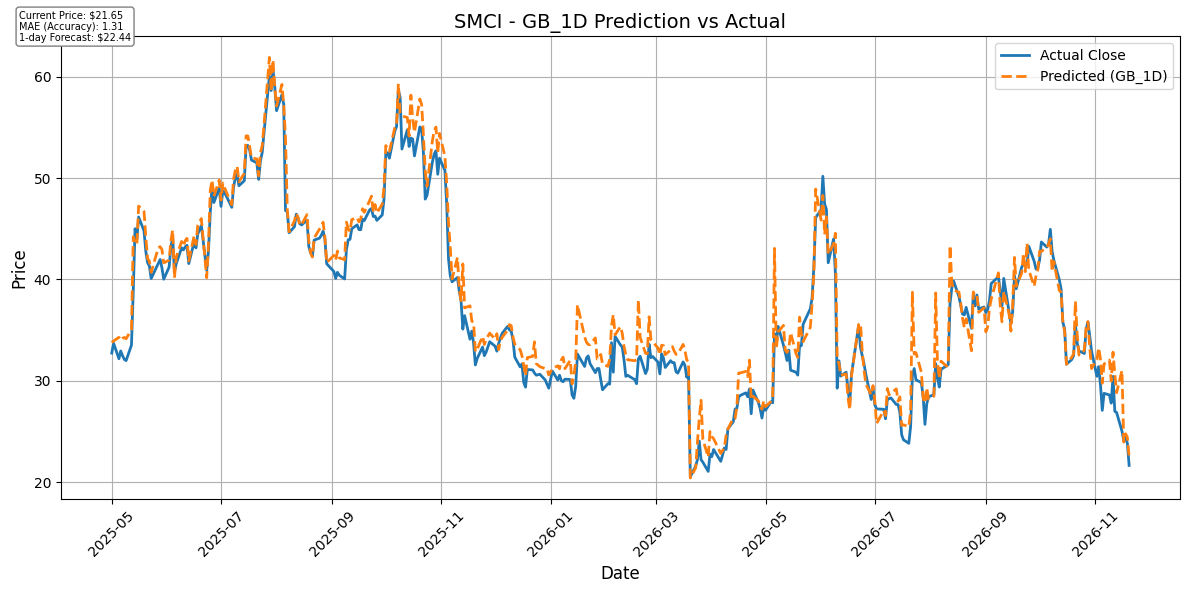 SMCI - GB_1D Prediction vs Actual
Current Price: $21.65
MAE (Accuracy): 1.31
1-day Forecast: $22.44
Actual Close
Predicted (GB_1D)
Price
60
50
40
30
20
2025-05
2025-07
2025-09
2025-11
2026-01
2026-03
2026-05
2026-07
2026-09
2026-11
Date